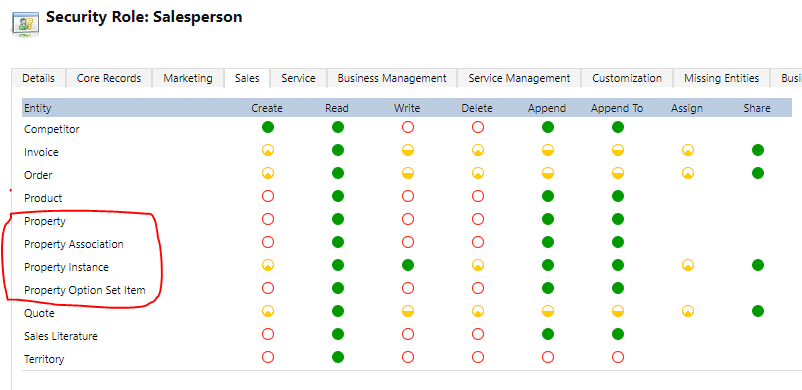 Security Role: Salesperson
Details Core Records Marketing Sales Service Business Management Service Management Customization Missing Entities Busi
Entity Create Read Write Delete Append Append To Assign Share
Competitor
Invoice
Order
Product
Property
Property Association
Property Instance
Property Option Set Item
Quote
Sales Literature
Territory